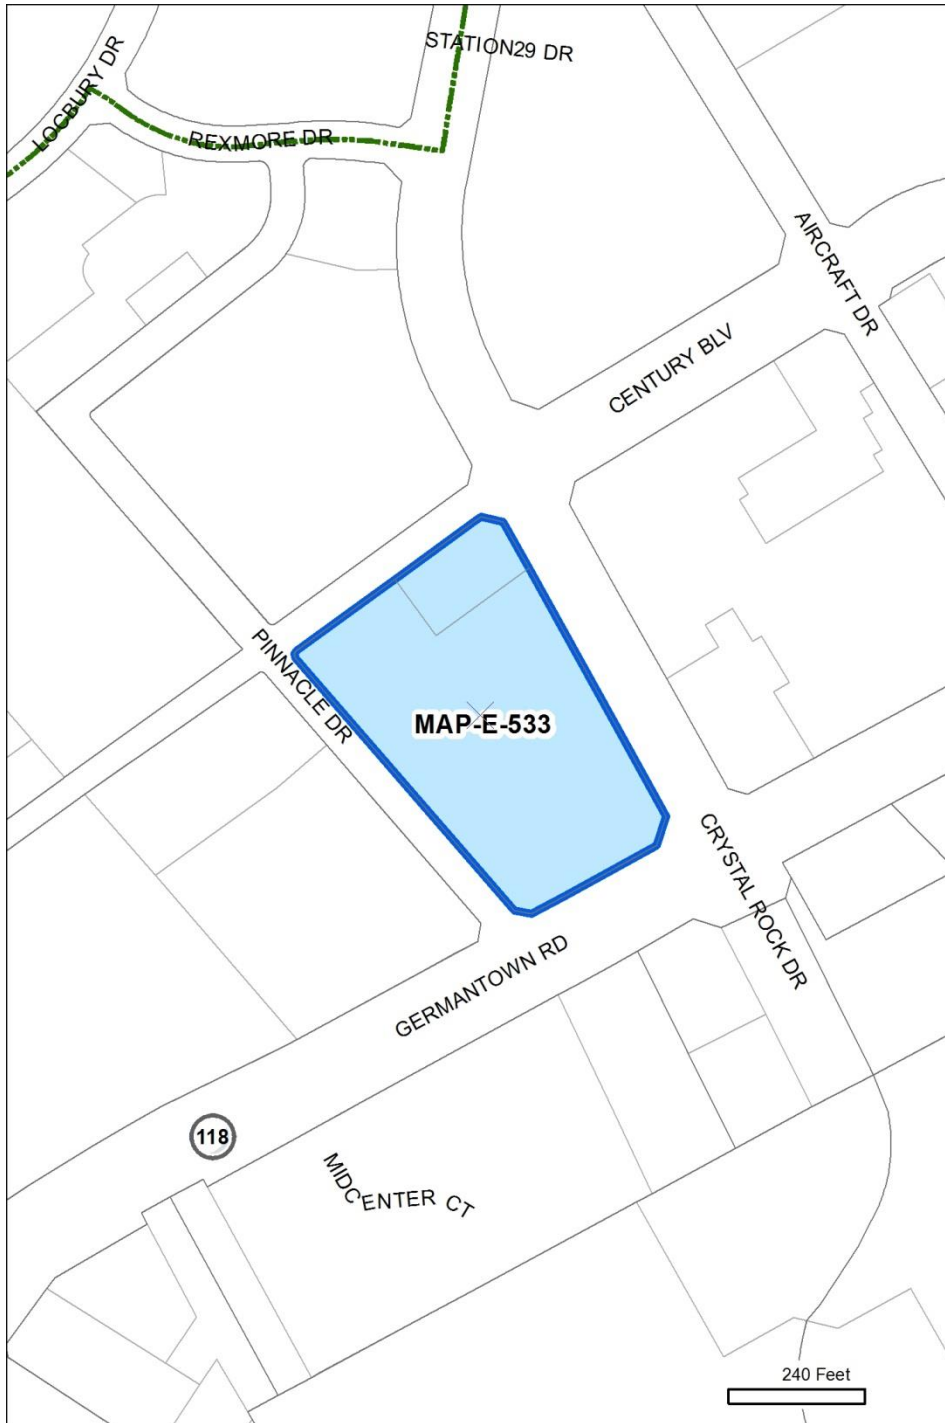 STATION29 DR
LOCBURY DR
REXMORE DR
AIRCRAFT DR
CENTURY BLV
PINNACLE DR
MAP-E-533
CRYSTAL ROCK DR
GERMANTOWN RD
118
MIDCENTER CT
240 Feet